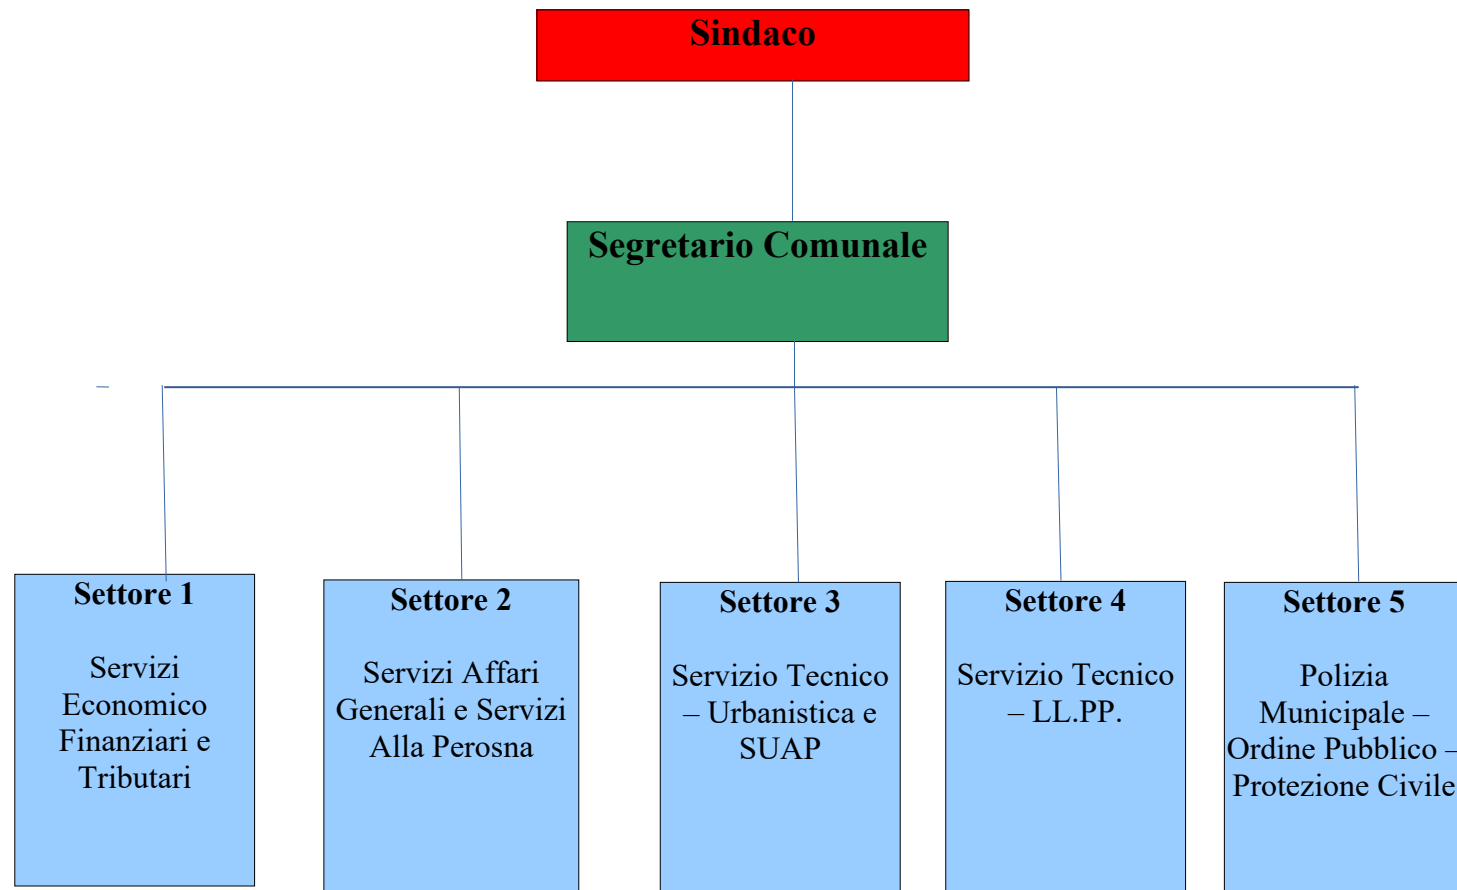 Sindaco
Segretario Comunale
Settore 1
Servizi
Economico
Finanziari e
Tributari
Settore 2
Servizi Affari
Generali e Servizi
Alla Perosna
Settore 3
Servizio Tecnico
– Urbanistica e
SUAP
Settore 4
Servizio Tecnico
– LL.PP.
Settore 5
Polizia
Municipale –
Ordine Pubblico –
Protezione Civile